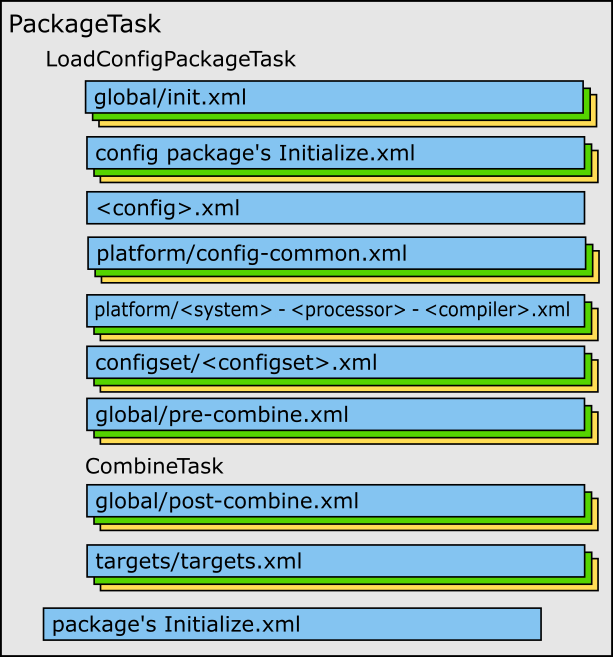 PackageTask
LoadConfigPackageTask
global/init.xml
config package's Initialize.xml
<config>.xml
platform/config-common.xml
platform/<system> - <processor> - <compiler>.xml
configset/<configset>.xml
global/pre-combine.xml
CombineTask
global/post-combine.xml
targets/targets.xml
package's Initialize.xml